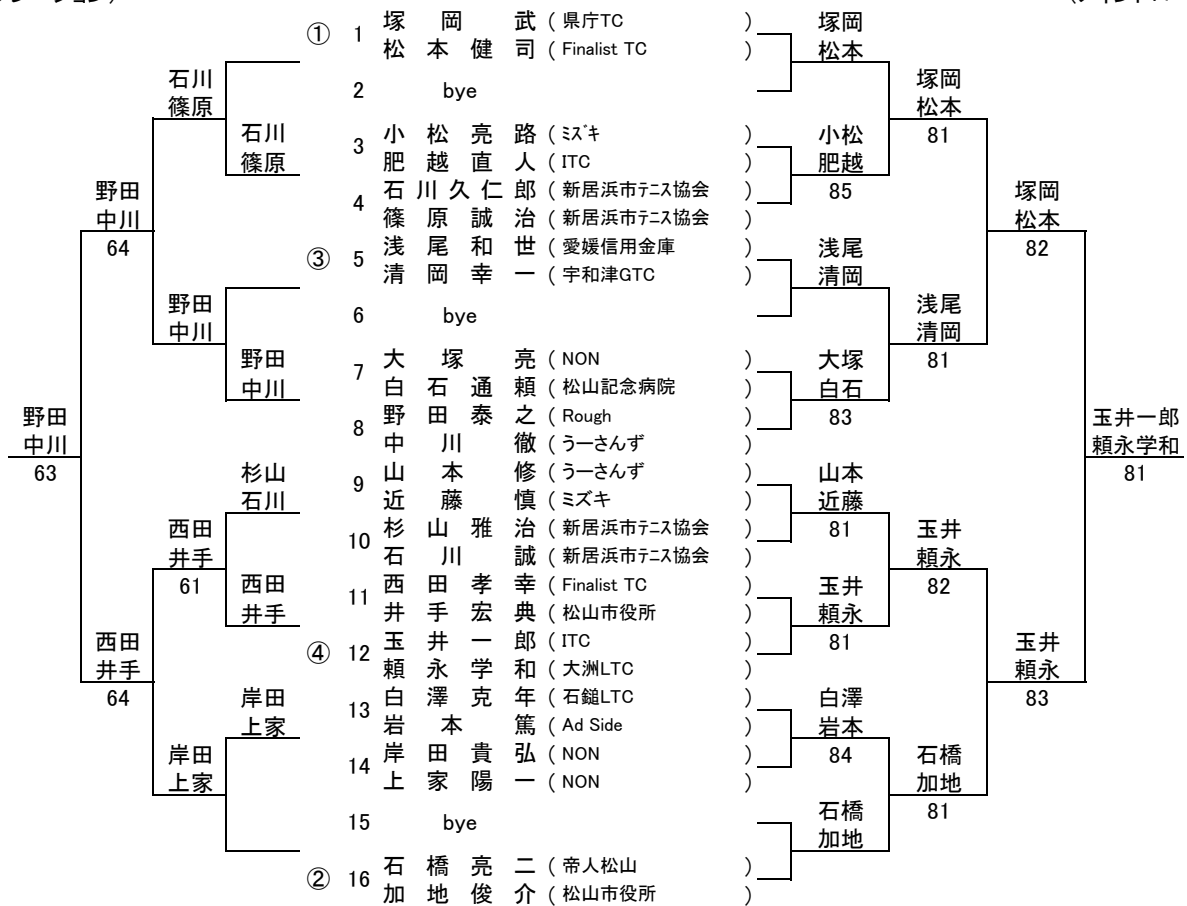 ① 1 塚岡武 ( 県庁TC ) 塚岡
松本健司 ( Finalist TC ) 松本
石川 2 bye 塚岡
篠原 松本
石川 3 小松亮路 ( ミズキ ) 小松 81
篠原 肥越直人 ( ITC ) 肥越
野田 4 石川久仁郎 ( 新居浜市テニス協会 ) 85 塚岡
中川 篠原誠治 ( 新居浜市テニス協会 ) 松本
64 ③ 5 浅尾和世 ( 愛媛信用金庫 ) 浅尾 82
清岡幸一 ( 宇和津GTC ) 清岡
野田 6 bye 浅尾
中川 清岡
野田 7 大塚亮 ( NON ) 大塚 81
中川 白石通頼 ( 松山記念病院 ) 白石
野田 8 野田泰之 ( Rough ) 83 玉井一郎
中川 中川徹 ( うーさんず ) 頼永学和
63 杉山 9 山本修 ( うーさんず ) 山本 81
石川 近藤慎 ( ミズキ ) 近藤
西田 10 杉山雅治 ( 新居浜市テニス協会 ) 81 玉井
井手 石川誠 ( 新居浜市テニス協会 ) 頼永
61 西田 11 西田孝幸 ( Finalist TC ) 玉井 82
井手 井手宏典 ( 松山市役所 ) 頼永
西田 ④ 12 玉井一郎 ( ITC ) 81 玉井
井手 頼永学和 ( 大洲LTC ) 頼永
64 岸田 13 白澤克年 ( 石鎚LTC ) 白澤 83
上家 岩本篤 ( Ad Side ) 岩本
岸田 14 岸田貴弘 ( NON ) 84 石橋
上家 上家陽一 ( NON ) 加地
15 bye 石橋 81
加地
② 16 石橋亮二 ( 帝人松山 )
加地俊介 ( 松山市役所 )